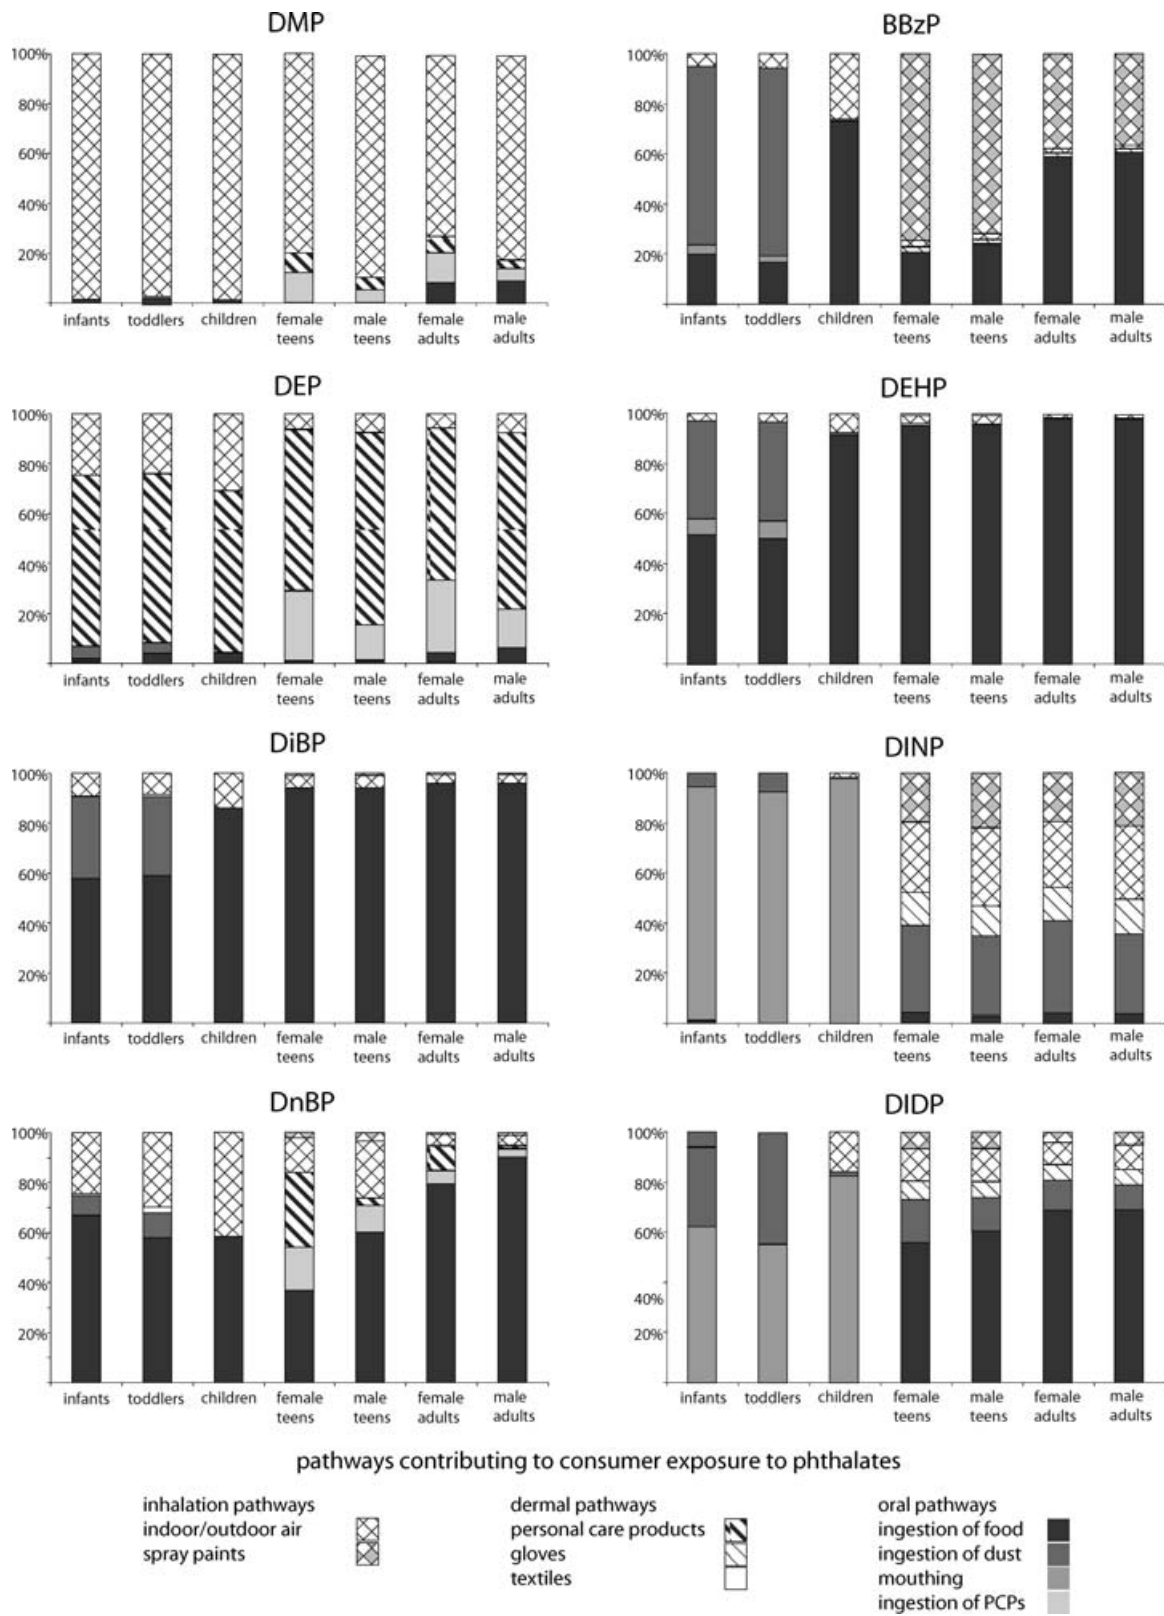 DMP
100%
80%
60%
40%
20%
infants toddlers children female teens male teens female adults male adults
BBzP
100%
80%
60%
40%
20%
infants toddlers children female teens male teens female adults male adults
DEP
100%
80%
60%
40%
20%
infants toddlers children female teens male teens female adults male adults
DEHP
100%
80%
60%
40%
20%
infants toddlers children female teens male teens female adults male adults
DiBP
100%
80%
60%
40%
20%
infants toddlers children female teens male teens female adults male adults
DINP
100%
80%
60%
40%
20%
infants toddlers children female teens male teens female adults male adults
DnBP
100%
80%
60%
40%
20%
infants toddlers children female teens male teens female adults male adults
DIDP
100%
80%
60%
40%
20%
infants toddlers children female teens male teens female adults male adults
pathways contributing to consumer exposure to phthalates
inhalation pathways
indoor/outdoor air
spray paints
dermal pathways
personal care products
gloves
textiles
oral pathways
ingestion of food
ingestion of dust
mouthing
ingestion of PCPs